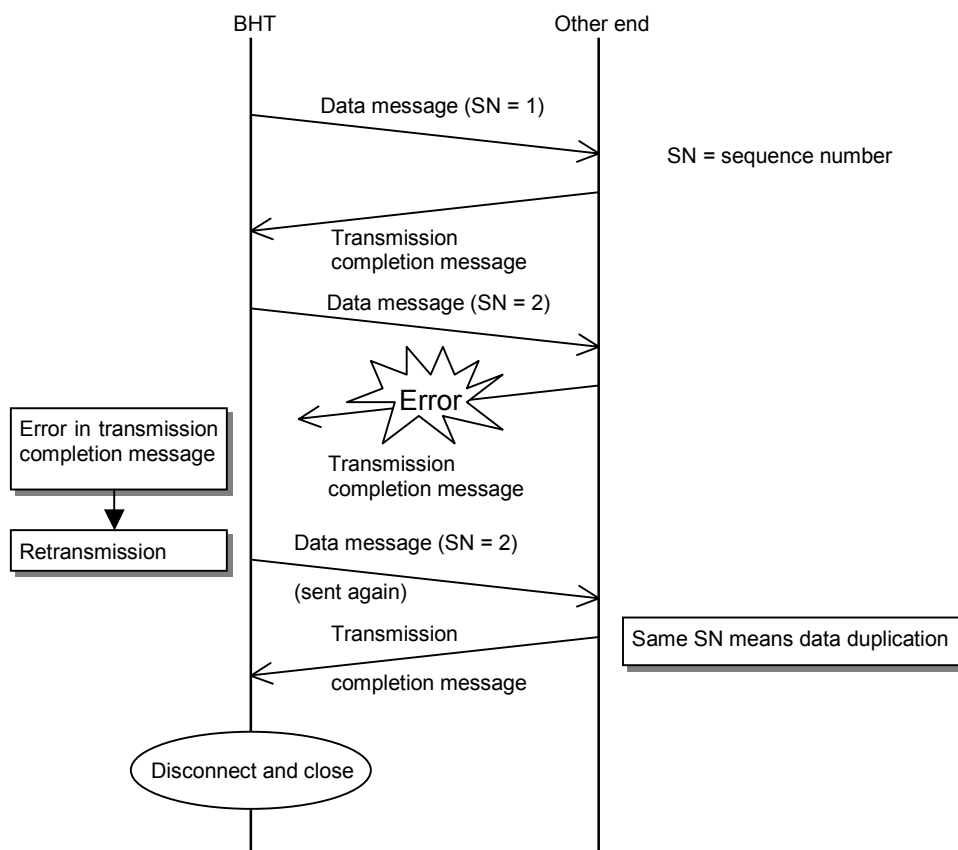 BHT
Other end
Data message (SN = 1)
SN = sequence number
Transmission
completion message
Data message (SN = 2)
Error
Error in transmission
completion message
Transmission
completion message
Retransmission
Data message (SN = 2)
(sent again)
Transmission
completion message
Same SN means data duplication
Disconnect and close